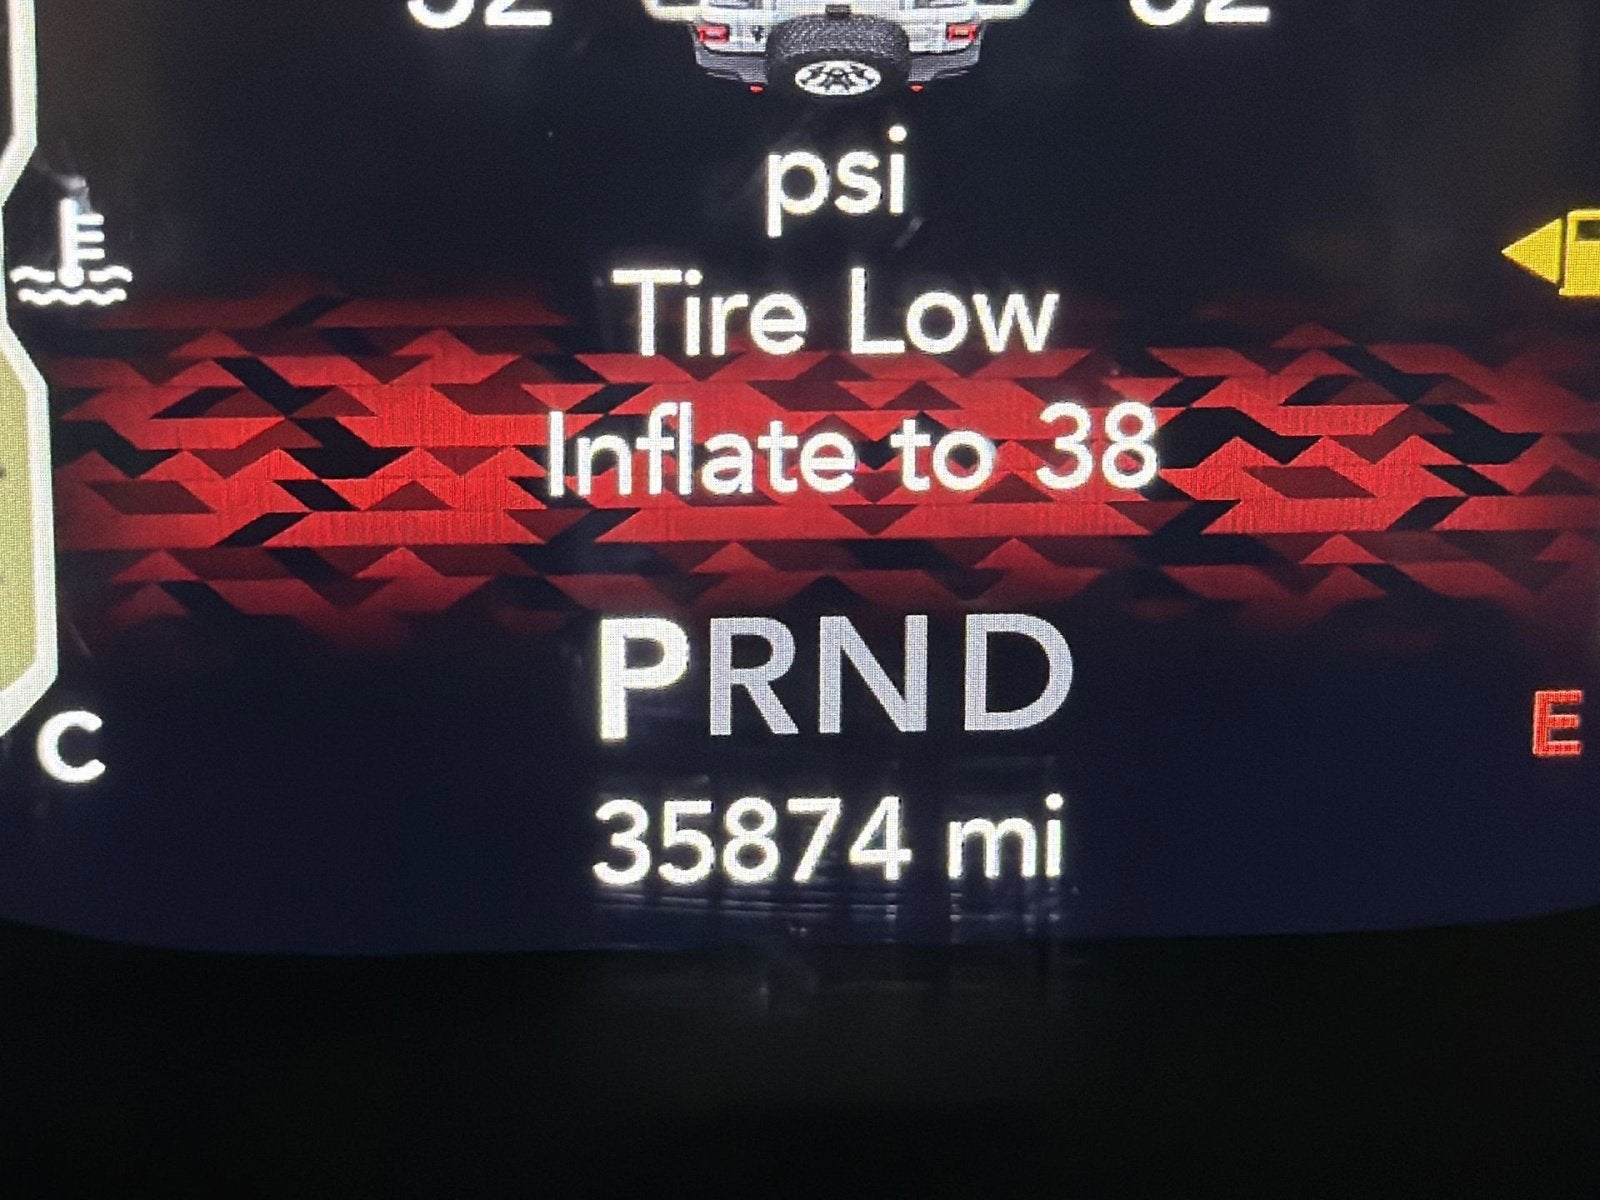 psi
Tire Low
Inflate to 38
PRND
C
E
35874 mi